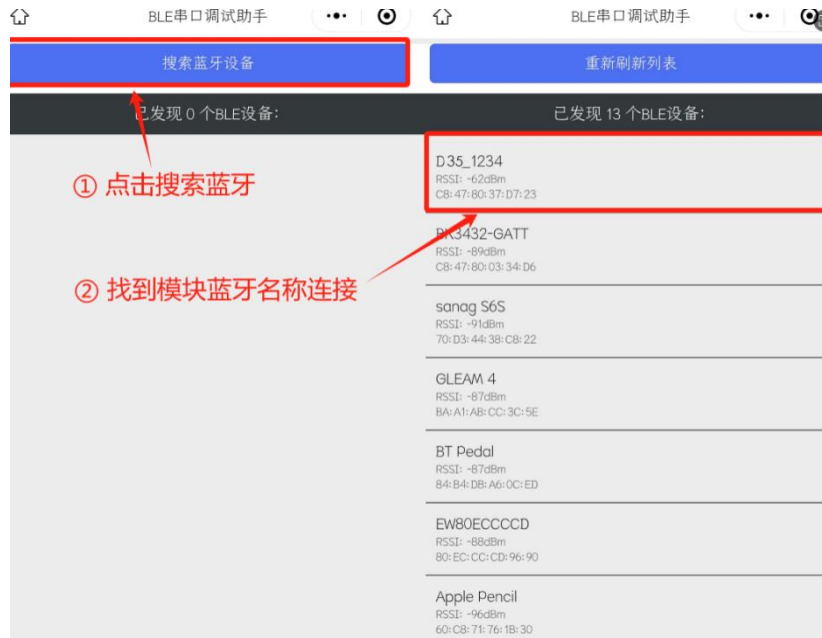 BLE串口调试助手
搜索蓝牙设备
已发现 0 个BLE设备:
① 点击搜索蓝牙
② 找到模块蓝牙名称连接
BLE串口调试助手
重新刷新列表
已发现 13 个BLE设备:
D35_1234
RSSI: -62dBm
C8:47:80:37:D7:23
BK3432-GATT
RSSI: -89dBm
C8:47:80:03:34:D6
sanag S6S
RSSI: -91dBm
70:D3:44:38:C8:22
GLEAM 4
RSSI: -87dBm
BA:A1:AB:CC:3C:5E
BT Pedal
RSSI: -87dBm
84:B4:DB:A6:0C:ED
EW80ECCCCD
RSSI: -88dBm
80:EC:CC:CD:96:90
Apple Pencil
RSSI: -96dBm
60:C8:71:76:1B:30